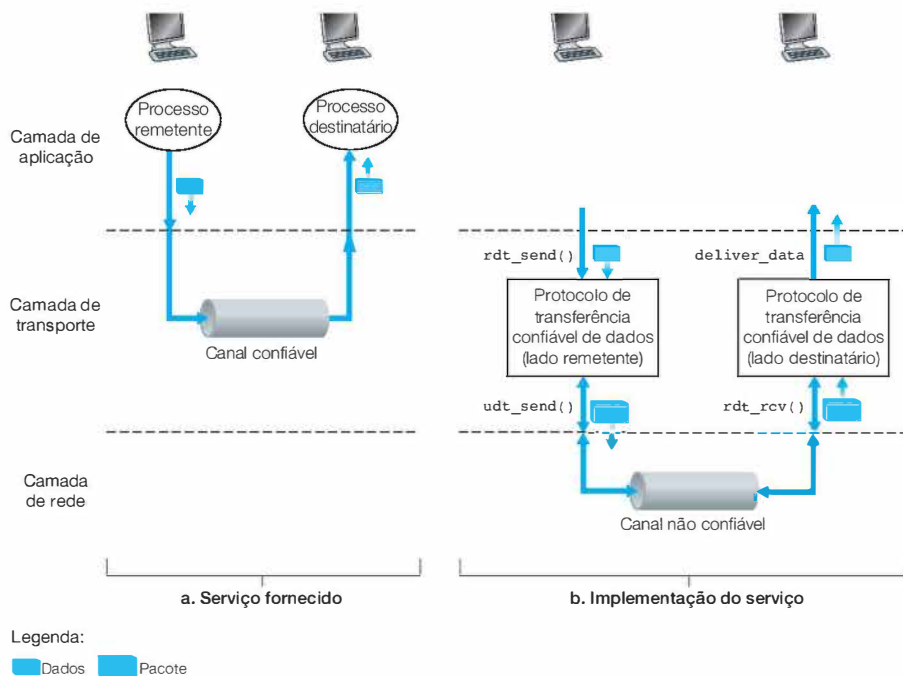 Processo
remetente
Processo
destinatário
Camada de
aplicação
Camada de
transporte
Canal confiável
rdt_send()
deliver_data
Protocolo de
transferência
confiável de dados
(lado remetente)
Protocolo de
transferência
confiável de dados
(lado destinatário)
udt_send()
rdt_rcv()
Camada
de rede
Canal não confiável
a. Serviço fornecido
b. Implementação do serviço
Legenda:
Dados
Pacote